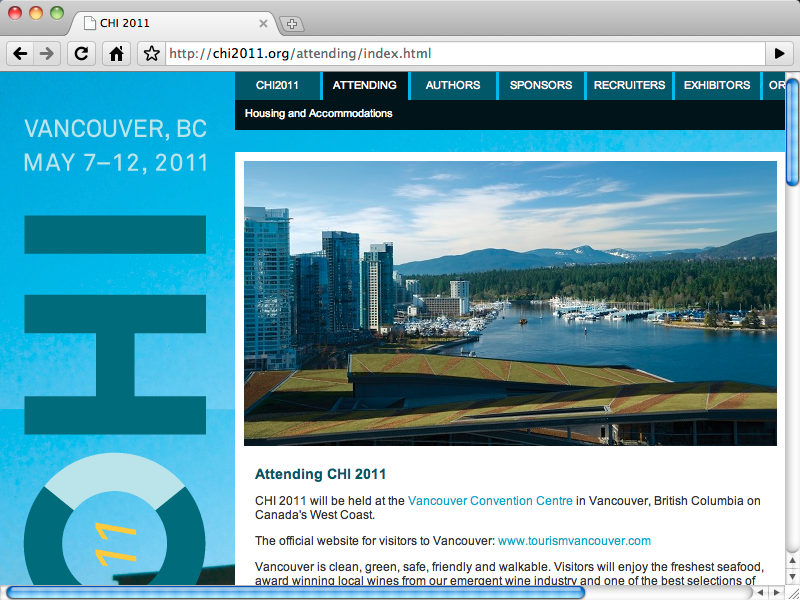 CHI 2011
http://chi2011.org/attending/index.html
CHI2011 ATTENDING AUTHORS SPONSORS RECRUITERS EXHIBITORS OR
Housing and Accommodations
VANCOUVER, BC
MAY 7–12, 2011
CHI
11
Attending CHI 2011
CHI 2011 will be held at the Vancouver Convention Centre in Vancouver, British Columbia on
Canada's West Coast.
The official website for visitors to Vancouver: www.tourismvancouver.com
Vancouver is clean, green, safe, friendly and walkable. Visitors will enjoy the freshest seafood,
award winning local wines from our emergent wine industry and one of the best selections of